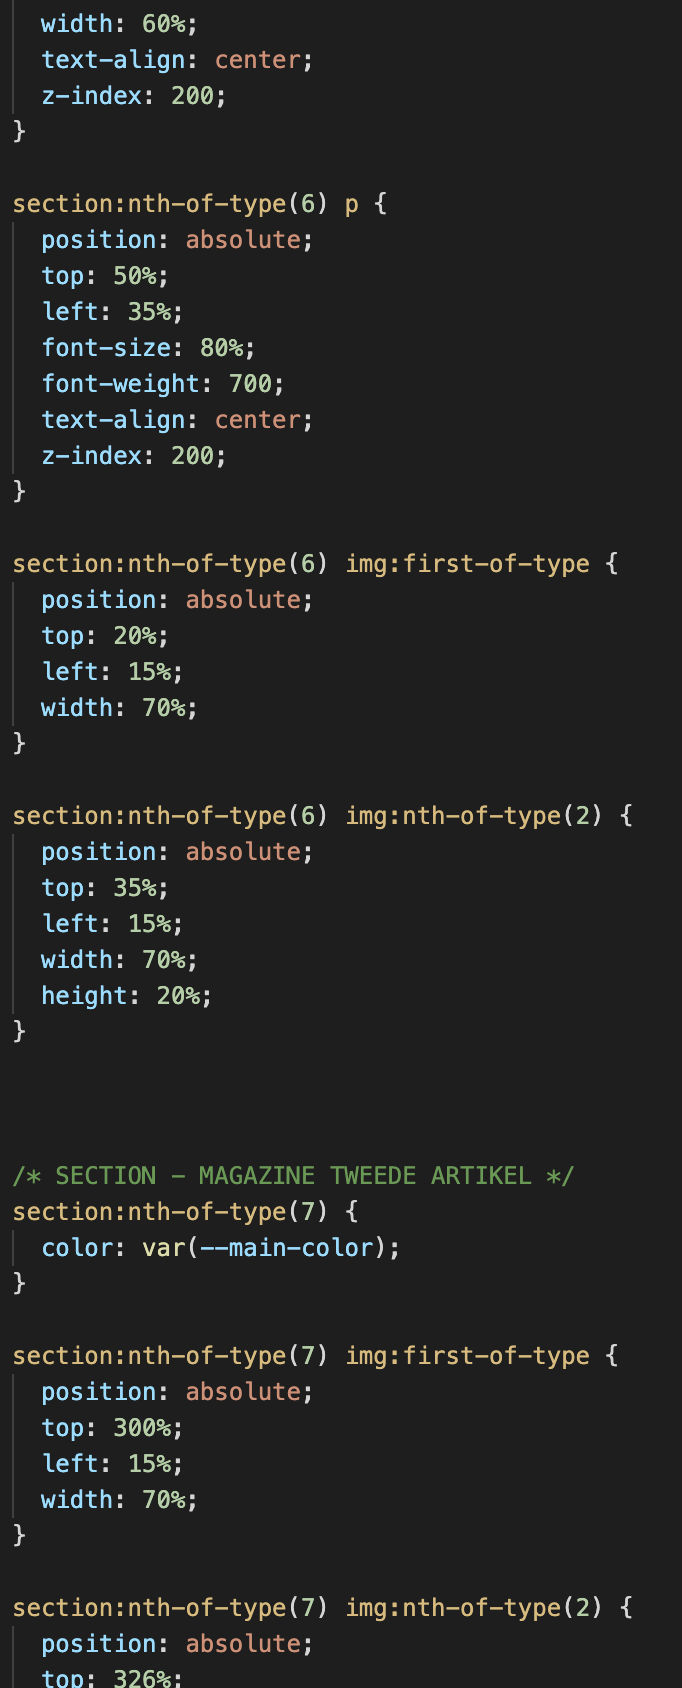 width: 60%;
text-align: center;
z-index: 200;
}
section:nth-of-type(6) p {
position: absolute;
top: 50%;
left: 35%;
font-size: 80%;
font-weight: 700;
text-align: center;
z-index: 200;
}
section:nth-of-type(6) img:first-of-type {
position: absolute;
top: 20%;
left: 15%;
width: 70%;
}
section:nth-of-type(6) img:nth-of-type(2) {
position: absolute;
top: 35%;
left: 15%;
width: 70%;
height: 20%;
}
/* SECTION - MAGAZINE TWEEDE ARTIKEL */
section:nth-of-type(7) {
color: var(--main-color);
}
section:nth-of-type(7) img:first-of-type {
position: absolute;
top: 300%;
left: 15%;
width: 70%;
}
section:nth-of-type(7) img:nth-of-type(2) {
position: absolute;
top: 326%;